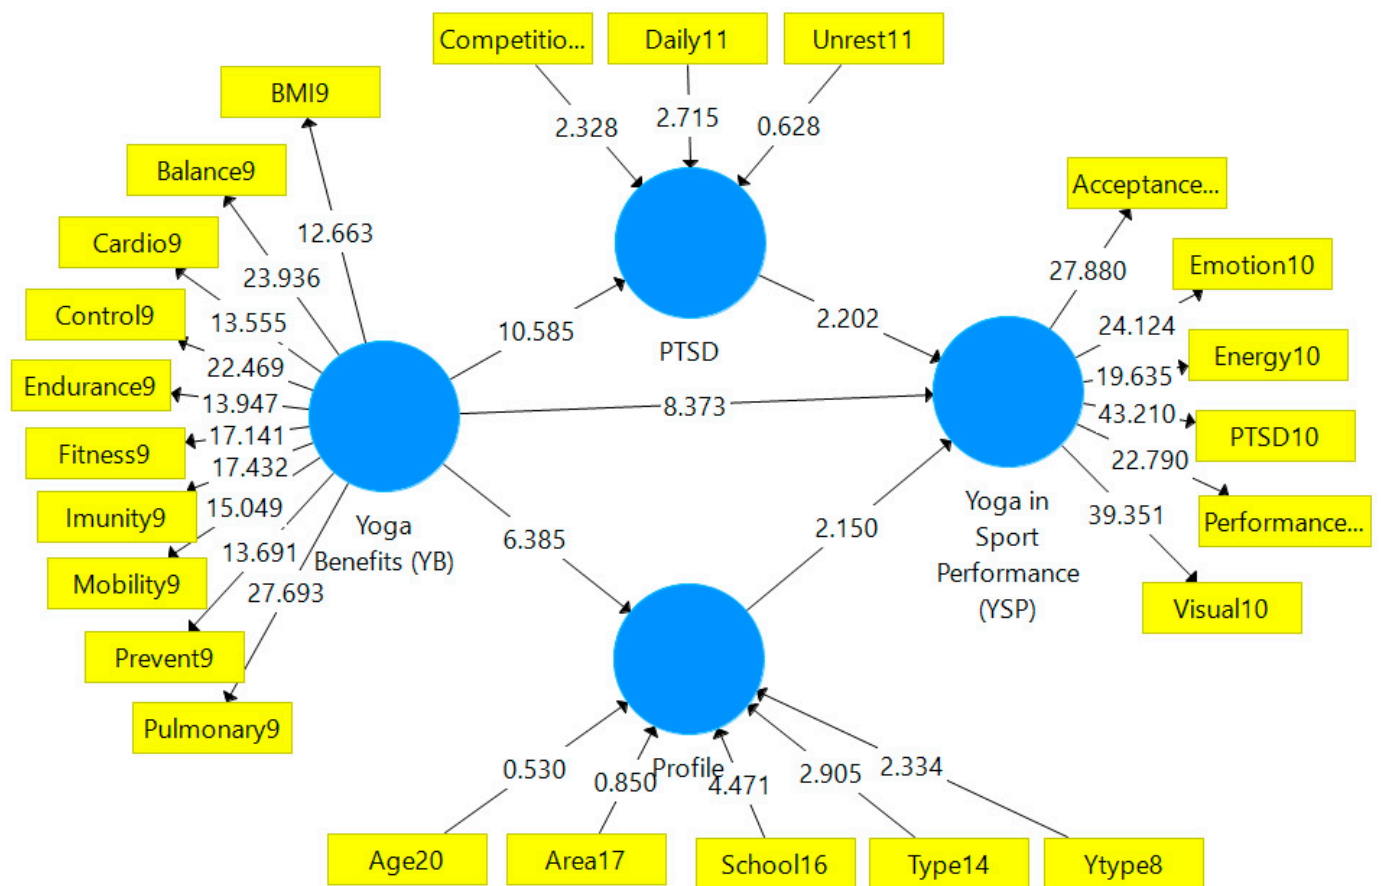 Competitio...
Daily11
Unrest11
BMI9
2.328
2.715
0.628
Balance9
Acceptance...
Cardio9
12.663
23.936
27.880
Emotion10
Control9
13.555
10.585
PTSD
2.202
24.124
Energy10
Endurance9
22.469
19.635
13.947
8.373
43.210
PTSD10
Fitness9
17.141
17.432
22.790
Imunity9
15.049
Yoga
Benefits (YB)
6.385
2.150
Yoga in
Sport
Performance
(YSP)
39.351
Performance...
Mobility9
13.691
27.693
Visual10
Prevent9
Pulmonary9
Profile
0.530
0.850
4.471
2.905
2.334
Age20
Area17
School16
Type14
Ytype8